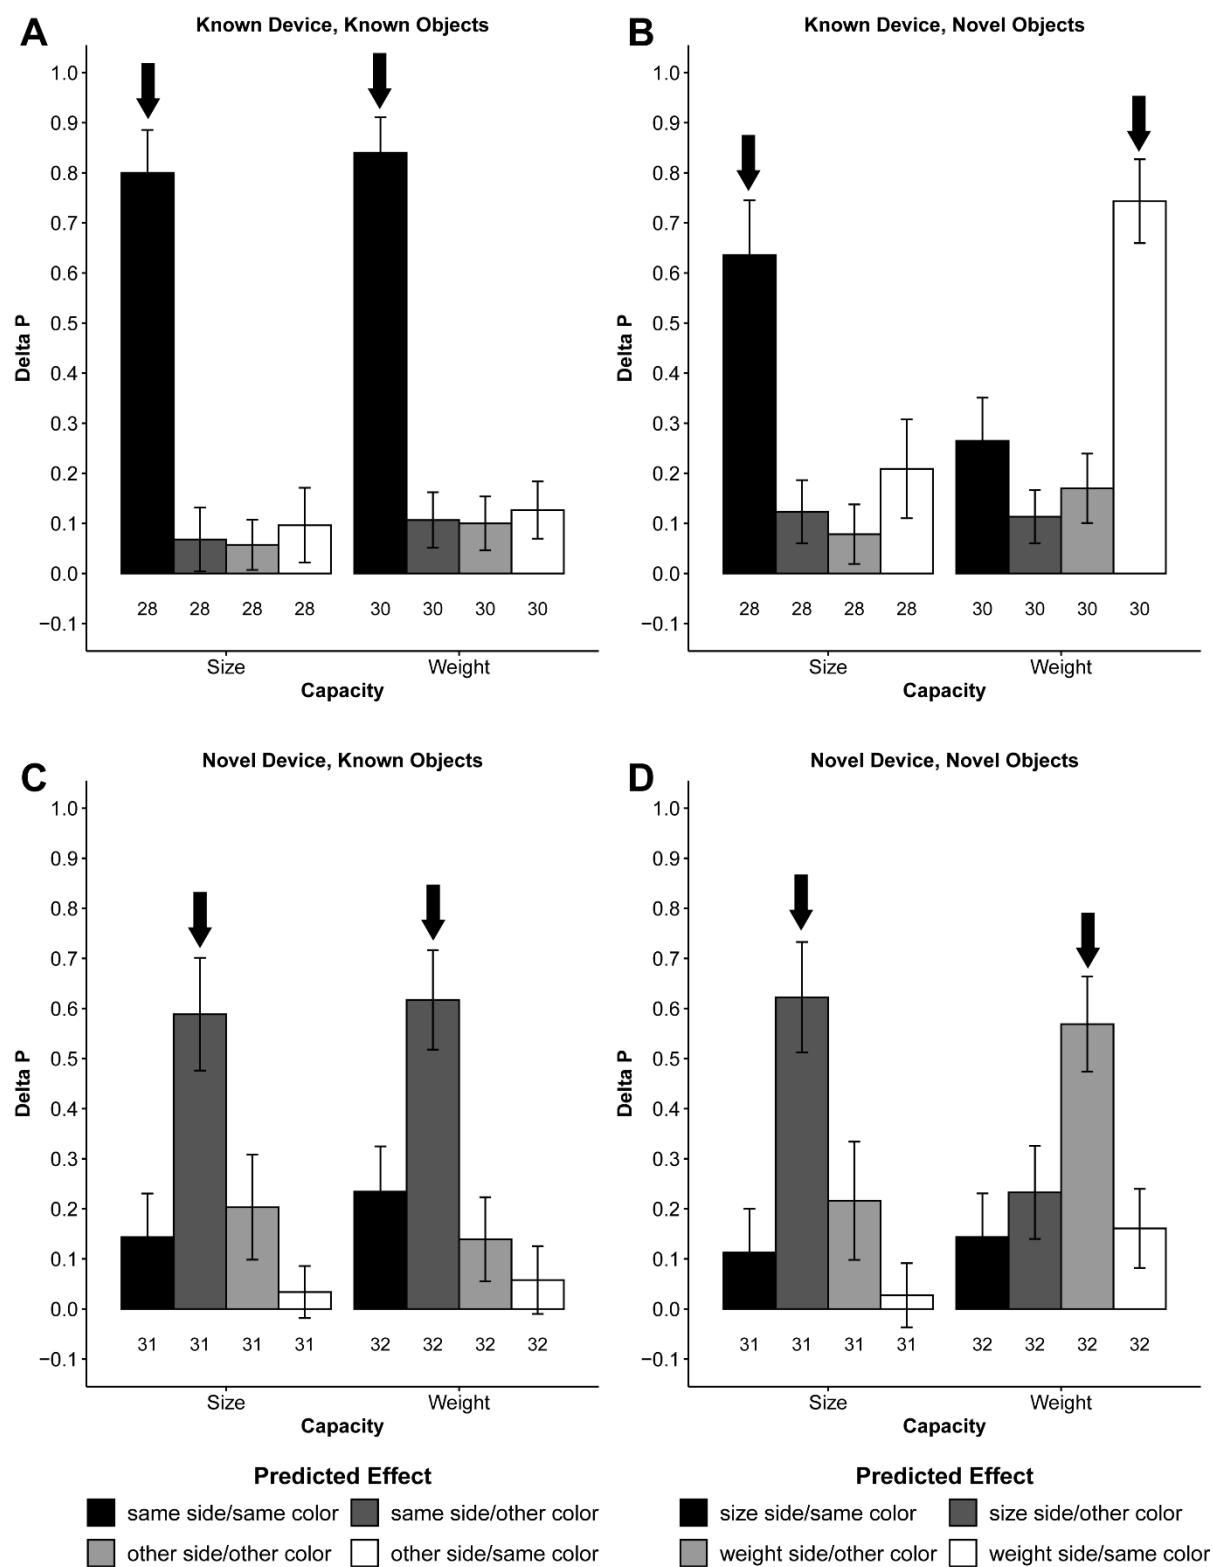 A Known Device, Known Objects
1.0
0.9
0.8
0.7
0.6
0.5
0.4
0.3
0.2
0.1
0.0
−0.1
Delta P
28 28 28 28 30 30 30 30
Size Weight
Capacity
B Known Device, Novel Objects
1.0
0.9
0.8
0.7
0.6
0.5
0.4
0.3
0.2
0.1
0.0
−0.1
Delta P
28 28 28 28 30 30 30 30
Size Weight
Capacity
C Novel Device, Known Objects
1.0
0.9
0.8
0.7
0.6
0.5
0.4
0.3
0.2
0.1
0.0
−0.1
Delta P
31 31 31 31 32 32 32 32
Size Weight
Capacity
D Novel Device, Novel Objects
1.0
0.9
0.8
0.7
0.6
0.5
0.4
0.3
0.2
0.1
0.0
−0.1
Delta P
31 31 31 31 32 32 32 32
Size Weight
Capacity
Predicted Effect
same side/same color same side/other color
other side/other color other side/same color
Predicted Effect
size side/same color size side/other color
weight side/other color weight side/same color